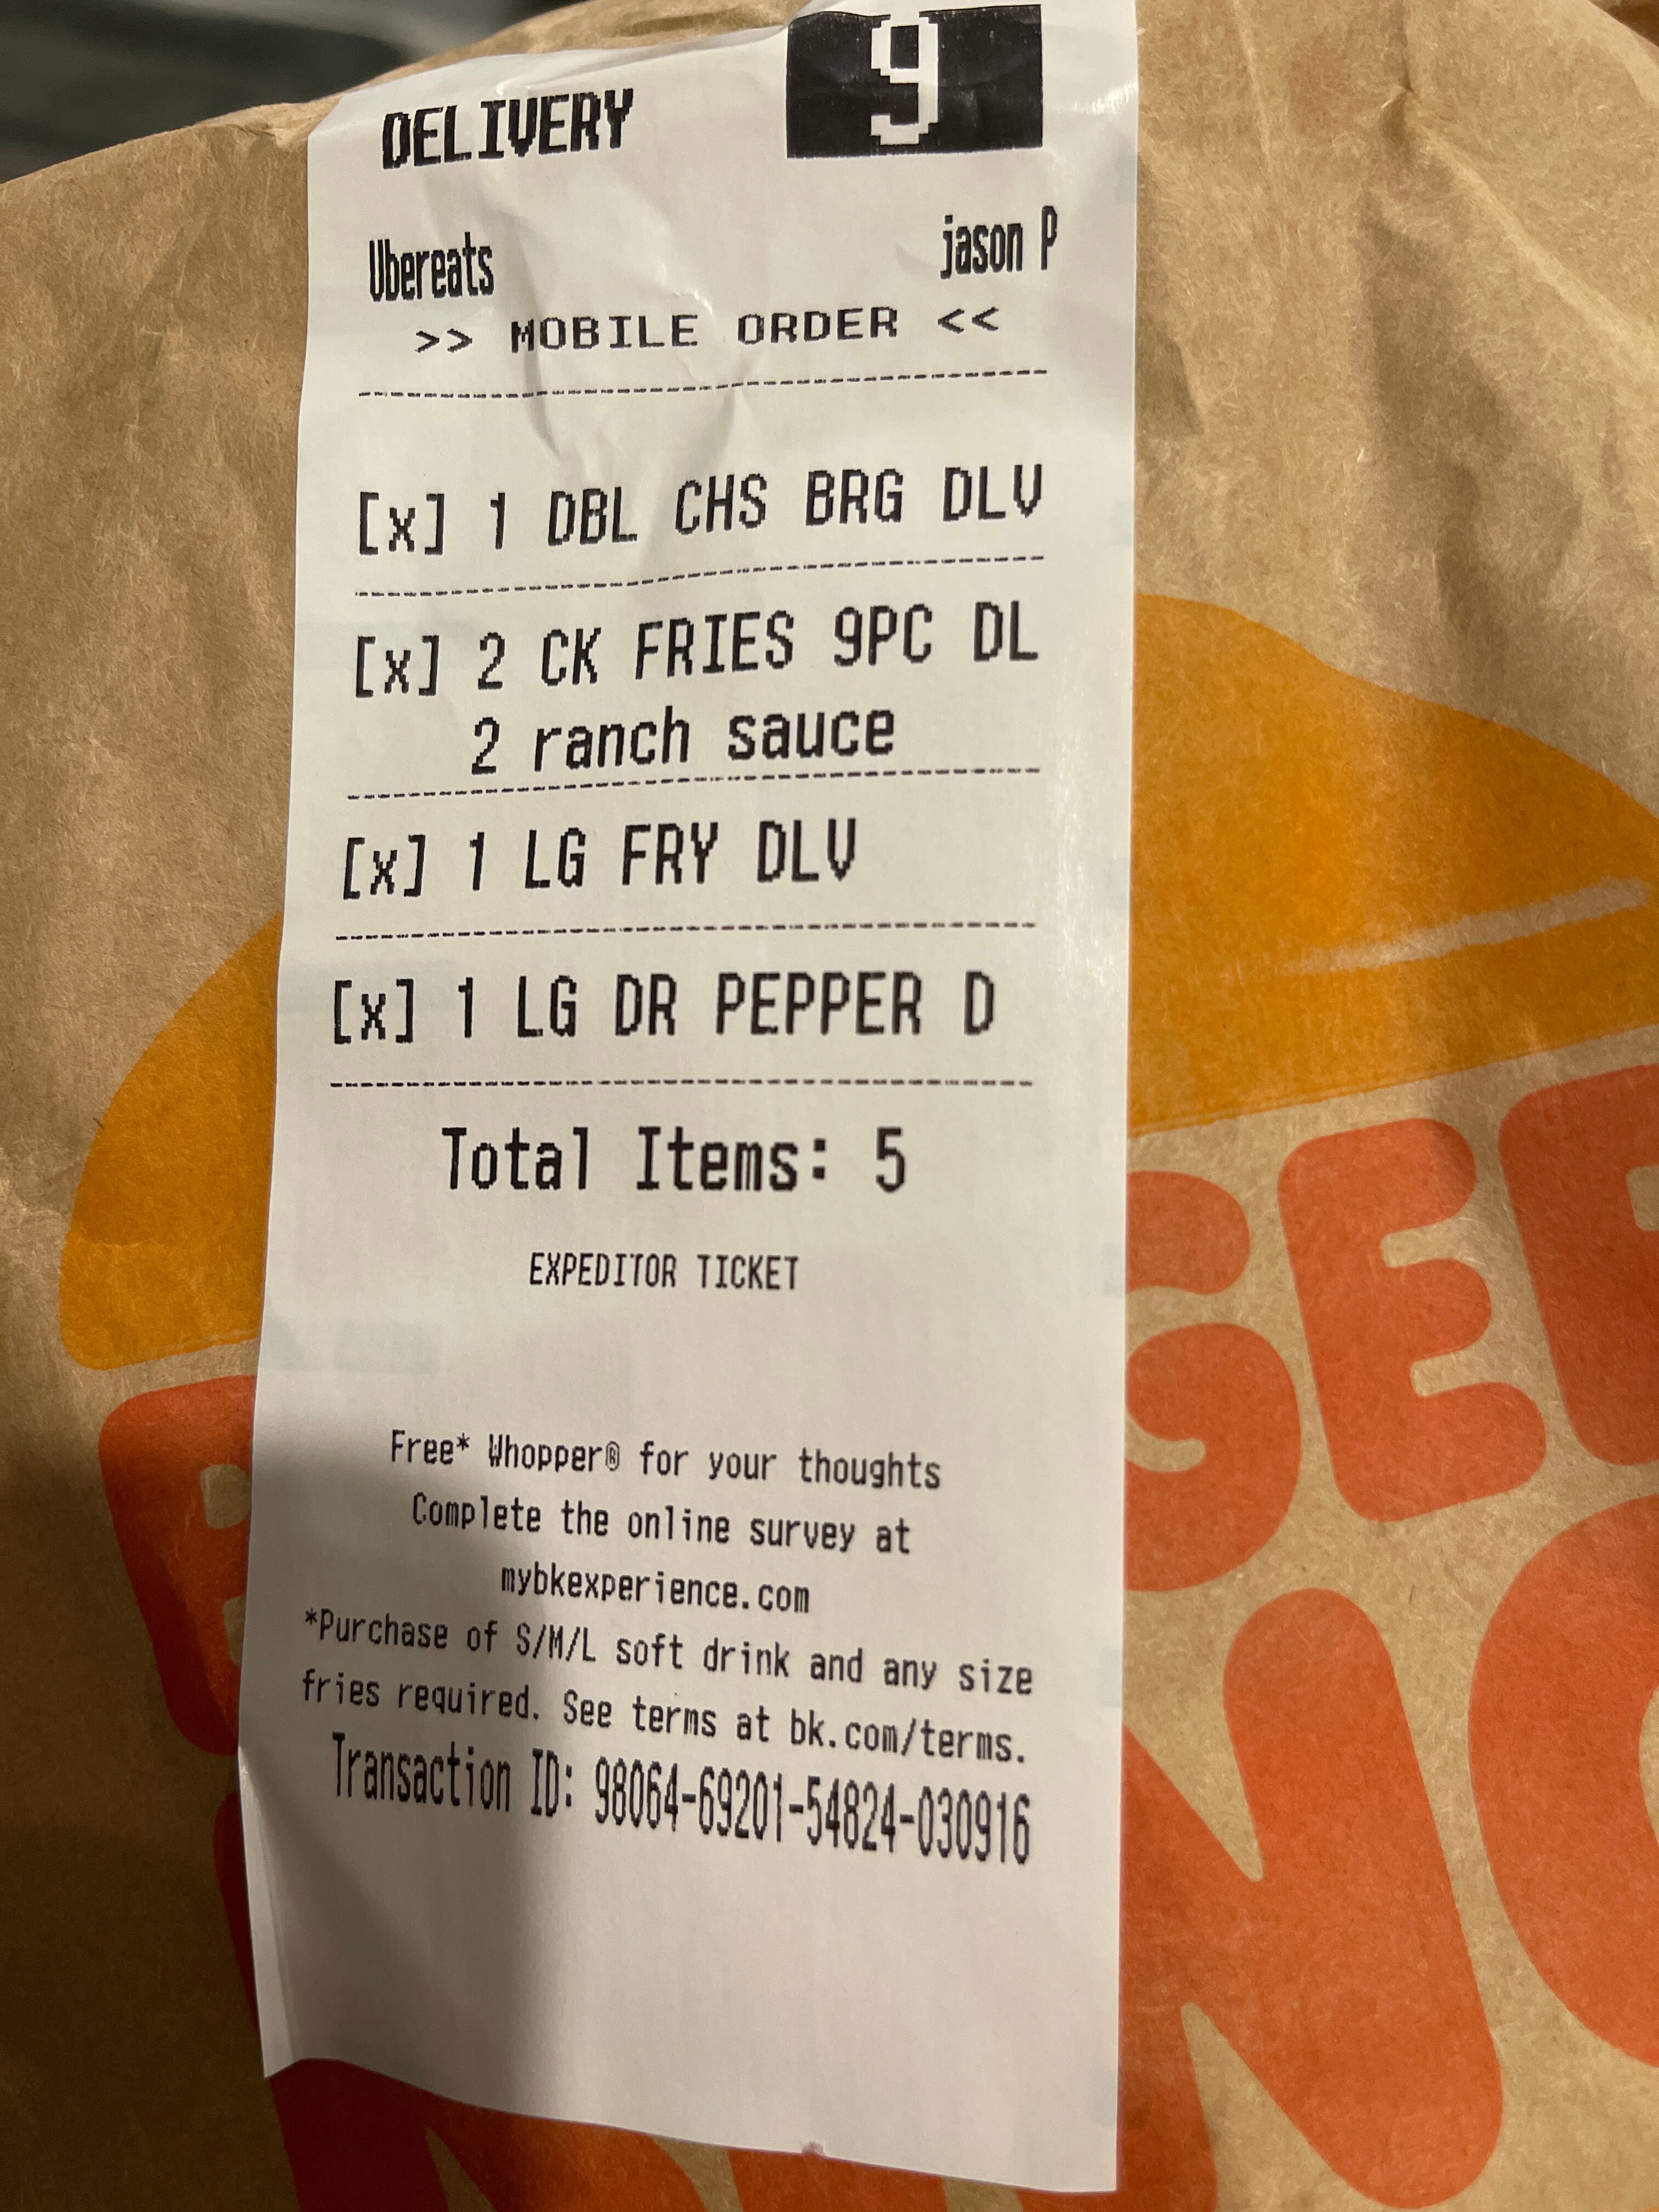 DELIVERY 9
Ubereats jason P
>> MOBILE ORDER <<
[x] 1 DBL CHS BRG DLV
[x] 2 CK FRIES 9PC DL
2 ranch sauce
[x] 1 LG FRY DLV
[x] 1 LG DR PEPPER D
Total Items: 5
EXPEDITOR TICKET
Free* Whopper® for your thoughts
Complete the online survey at
mybkexperience.com
*Purchase of S/M/L soft drink and any size
fries required. See terms at bk.com/terms.
Transaction ID: 98064-69201-54824-030916